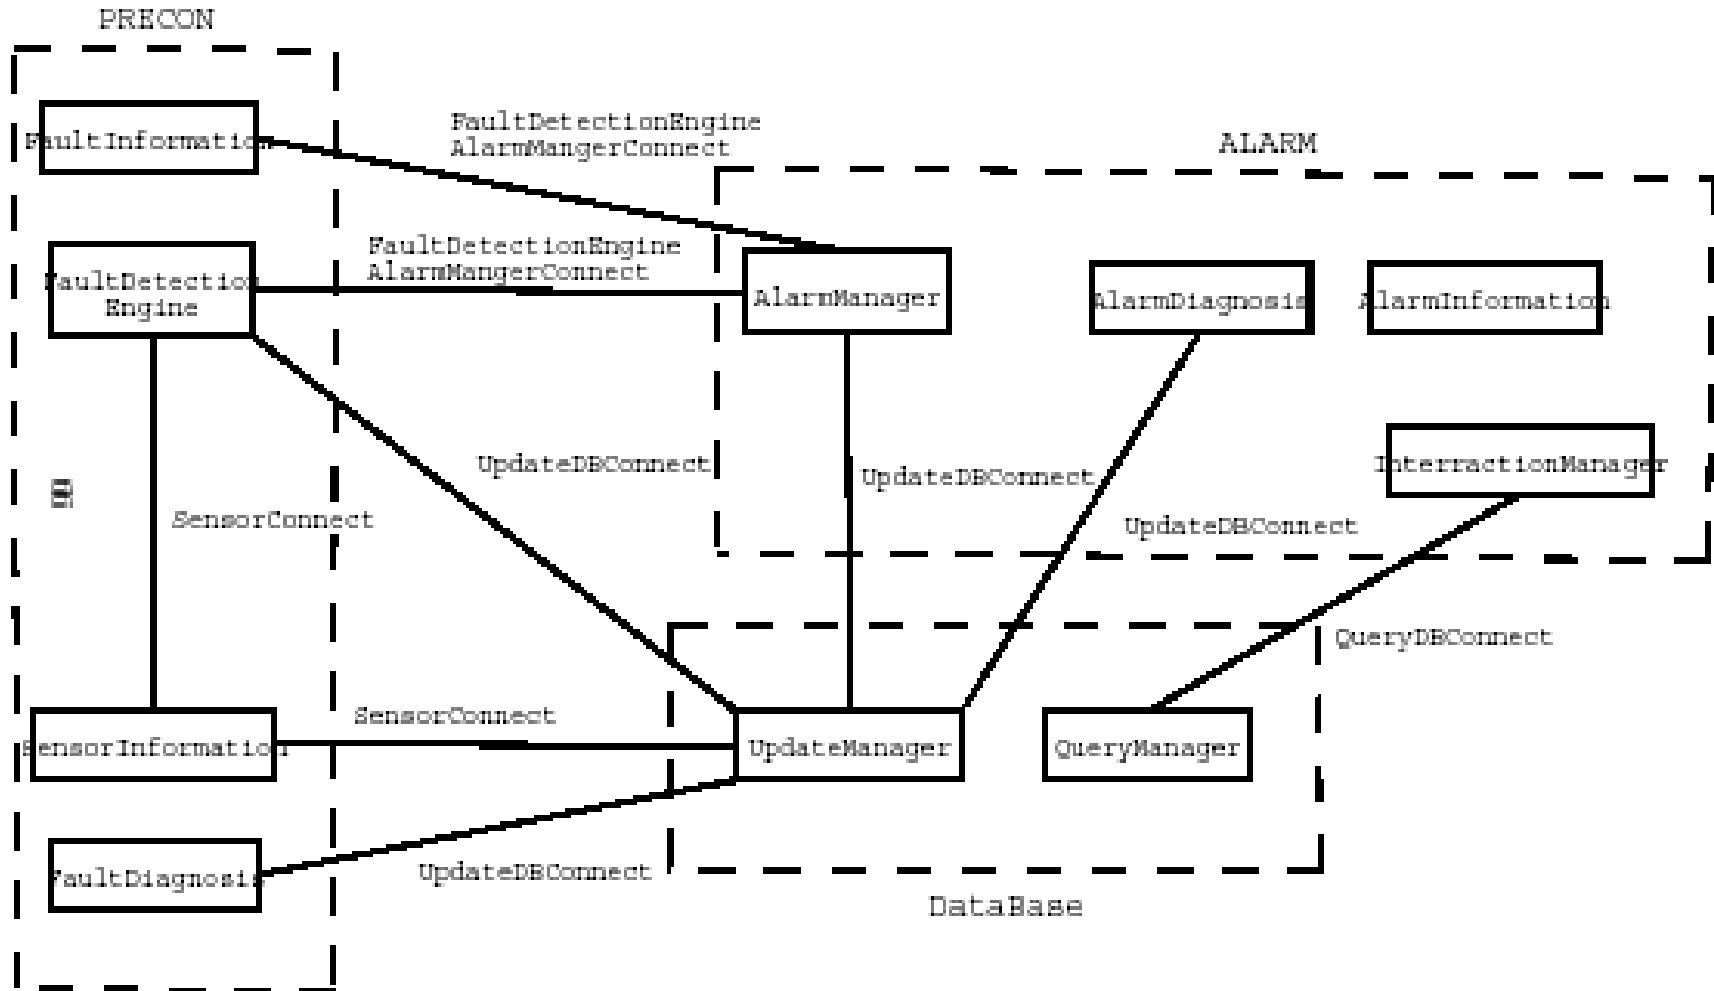 PRECON
FaultInformation
FaultDetectionEngine
AlarmMangerConnect
ALARM
FaultDetection
Engine
FaultDetectionEngine
AlarmMangerConnect
AlarmManager
AlarmDiagnosis
AlarmInformation
UpdateDBConnect
UpdateDBConnect
InterractionManager
SensorConnect
UpdateDBConnect
QueryDBConnect
SensorInformation
SensorConnect
UpdateManager
QueryManager
FaultDiagnosis
UpdateDBConnect
DataBase